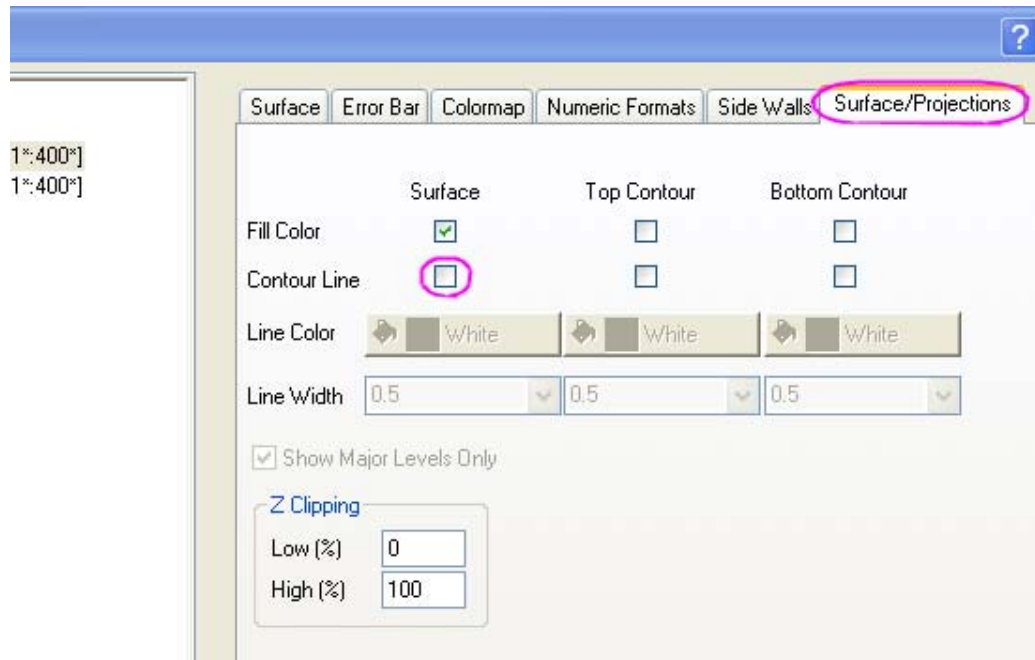 ?
Surface Error Bar Colormap Numeric Formats Side Walls Surface/Projections
1*:400*]
1*:400*]
Surface Top Contour Bottom Contour
Fill Color
Contour Line
Line Color White White White
Line Width 0.5 0.5 0.5
Show Major Levels Only
Z Clipping
Low (%) 0
High (%) 100